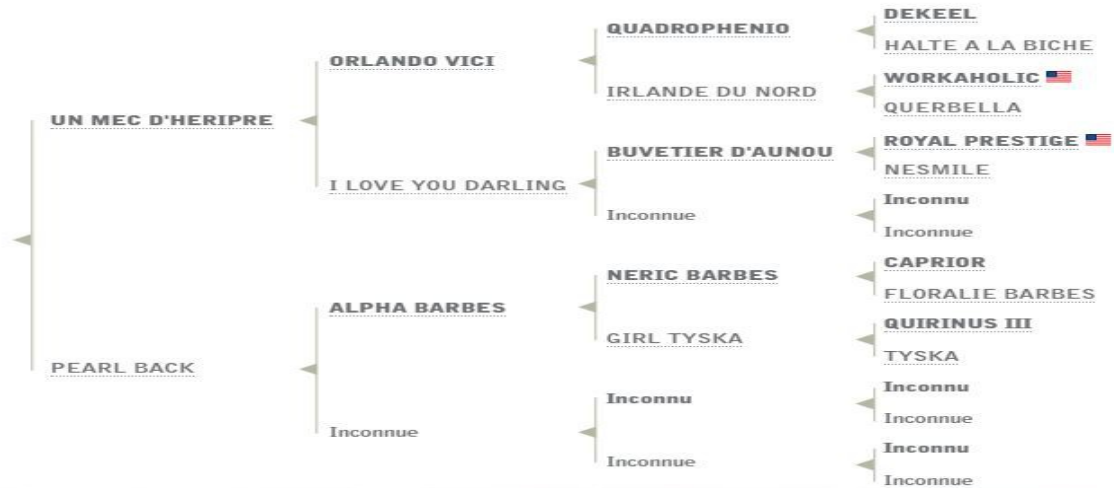 DEKEEL
QUADROPHENIO
HALTE A LA BICHE
ORLANDO VICI
WORKAHOLIC
IRLANDE DU NORD
QUERBELLA
UN MEC D'HERIPRE
ROYAL PRESTIGE
BUVETIER D'AUNOU
NESMILE
I LOVE YOU DARLING
Inconnu
Inconnue
Inconnue
CAPRIOR
NERIC BARBES
FLORALIE BARBES
ALPHA BARBES
QUIRINUS III
GIRL TYSKA
TYSKA
PEARL BACK
Inconnu
Inconnu
Inconnue
Inconnue
Inconnu
Inconnue
Inconnue